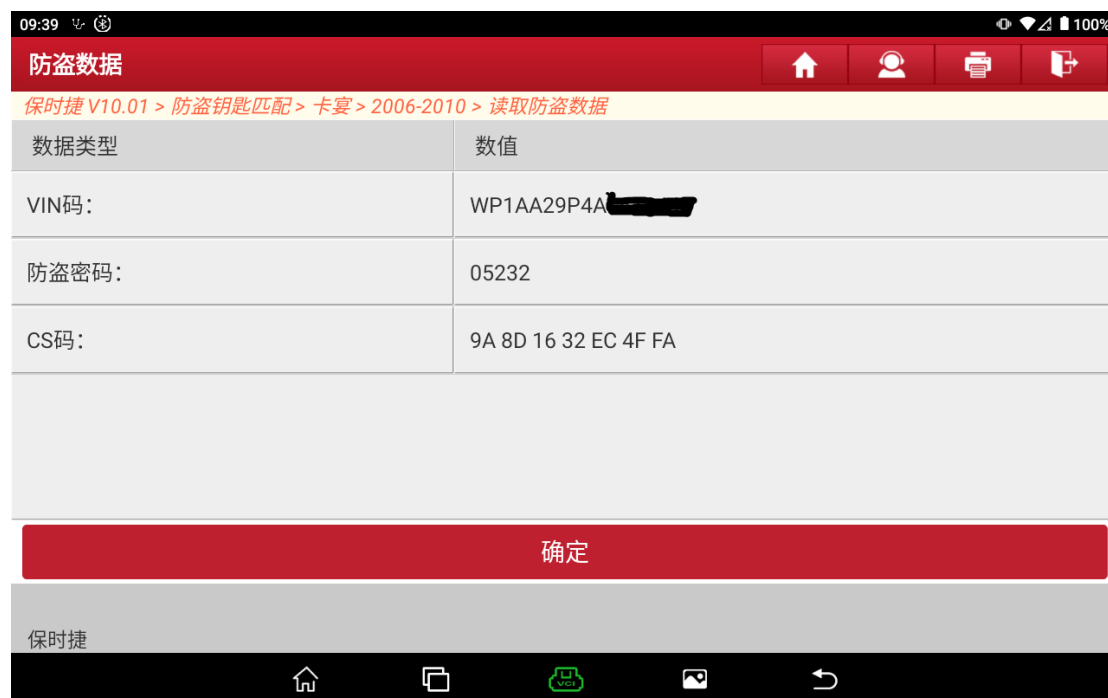 09:39 100%
防盗数据
保时捷 V10.01 > 防盗钥匙匹配 > 卡宴 > 2006-2010 > 读取防盗数据
数据类型 数值
VIN码： WP1AA29P4A
防盗密码： 05232
CS码： 9A 8D 16 32 EC 4F FA
确定
保时捷
VCI